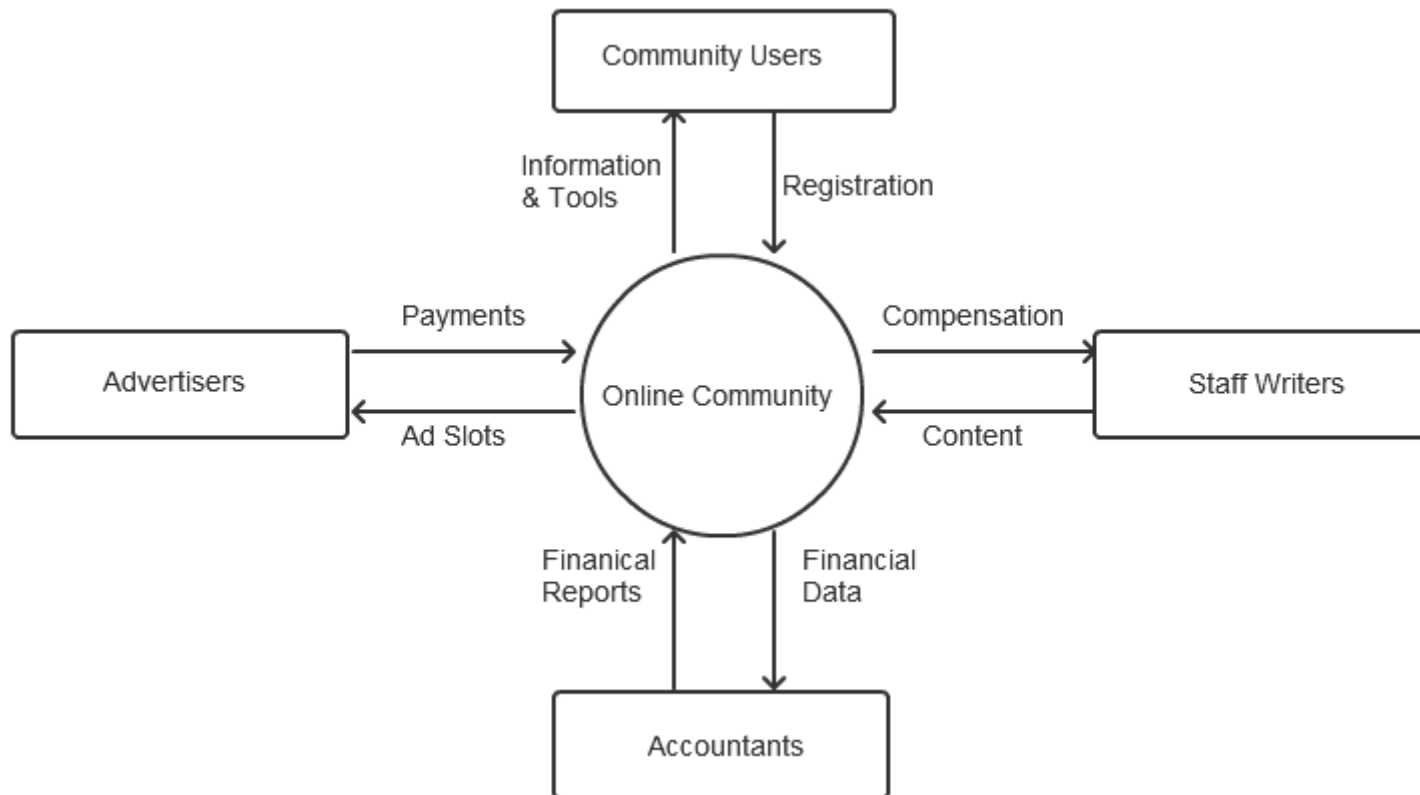 Community Users
Information
& Tools
Registration
Payments
Compensation
Advertisers
Online Community
Staff Writers
Ad Slots
Content
Finanical
Reports
Financial
Data
Accountants